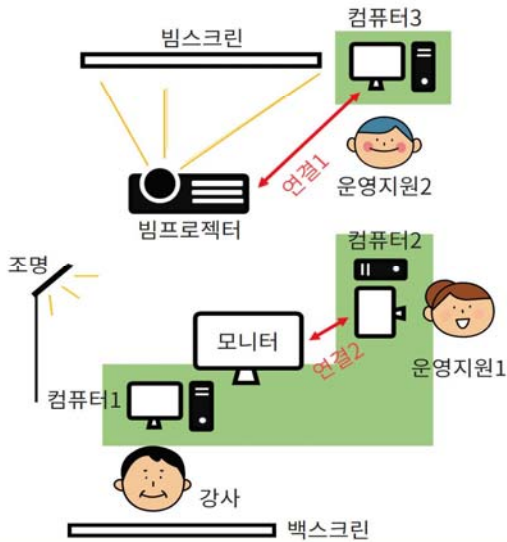 빔스크린
컴퓨터3
연결1
운영지원2
빔프로젝터
컴퓨터2
조명
모니터
연결2
운영지원1
컴퓨터1
강사
백스크린